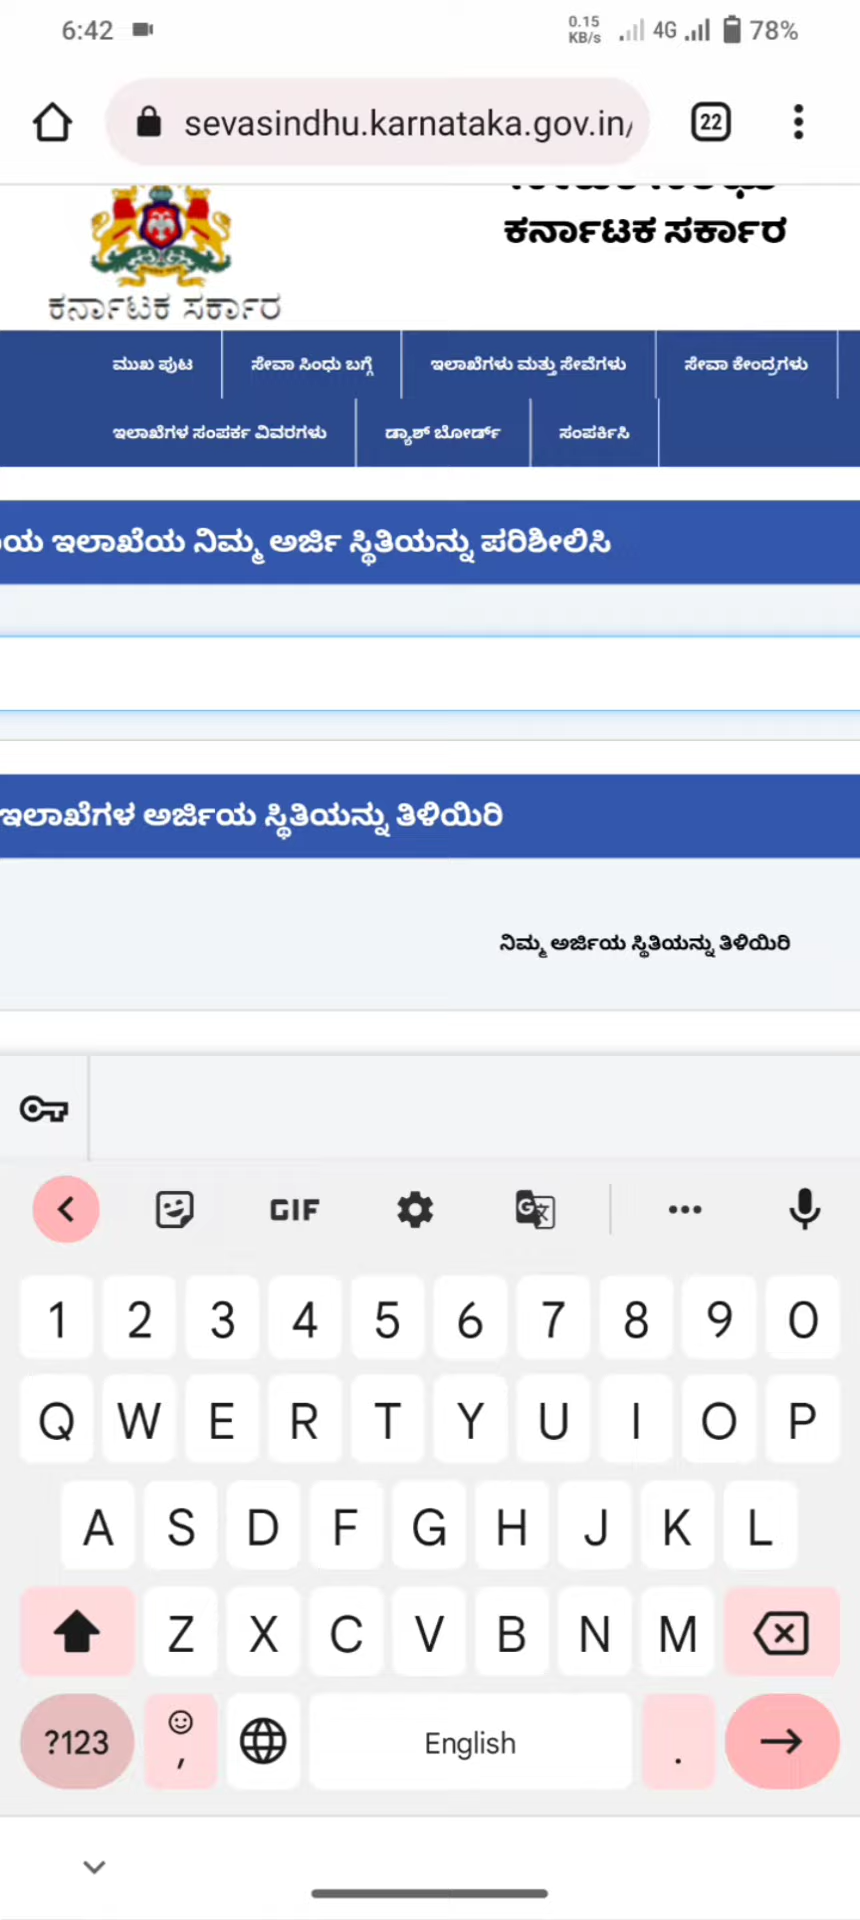 6:42
0.15
KB/s
4G
78%
sevasindhu.karnataka.gov.in/
22
ಕರ್ನಾಟಕ ಸರ್ಕಾರ
ಕರ್ನಾಟಕ ಸರ್ಕಾರ
ಮುಖ ಪುಟ
ಸೇವಾ ಸಿಂಧು ಬಗ್ಗೆ
ಇಲಾಖೆಗಳು ಮತ್ತು ಸೇವೆಗಳು
ಸೇವಾ ಕೇಂದ್ರಗಳು
ಇಲಾಖೆಗಳ ಸಂಪರ್ಕ ವಿವರಗಳು
ಡ್ಯಾಶ್ ಬೋರ್ಡ್
ಸಂಪರ್ಕಿಸಿ
ಇಲಾಖೆಯ ನಿಮ್ಮ ಅರ್ಜಿ ಸ್ಥಿತಿಯನ್ನು ಪರಿಶೀಲಿಸಿ
ಇಲಾಖೆಗಳ ಅರ್ಜಿಯ ಸ್ಥಿತಿಯನ್ನು ತಿಳಿಯಿರಿ
ನಿಮ್ಮ ಅರ್ಜಿಯ ಸ್ಥಿತಿಯನ್ನು ತಿಳಿಯಿರಿ
GIF
1 2 3 4 5 6 7 8 9 0
Q W E R T Y U I O P
A S D F G H J K L
Z X C V B N M
?123 , English .